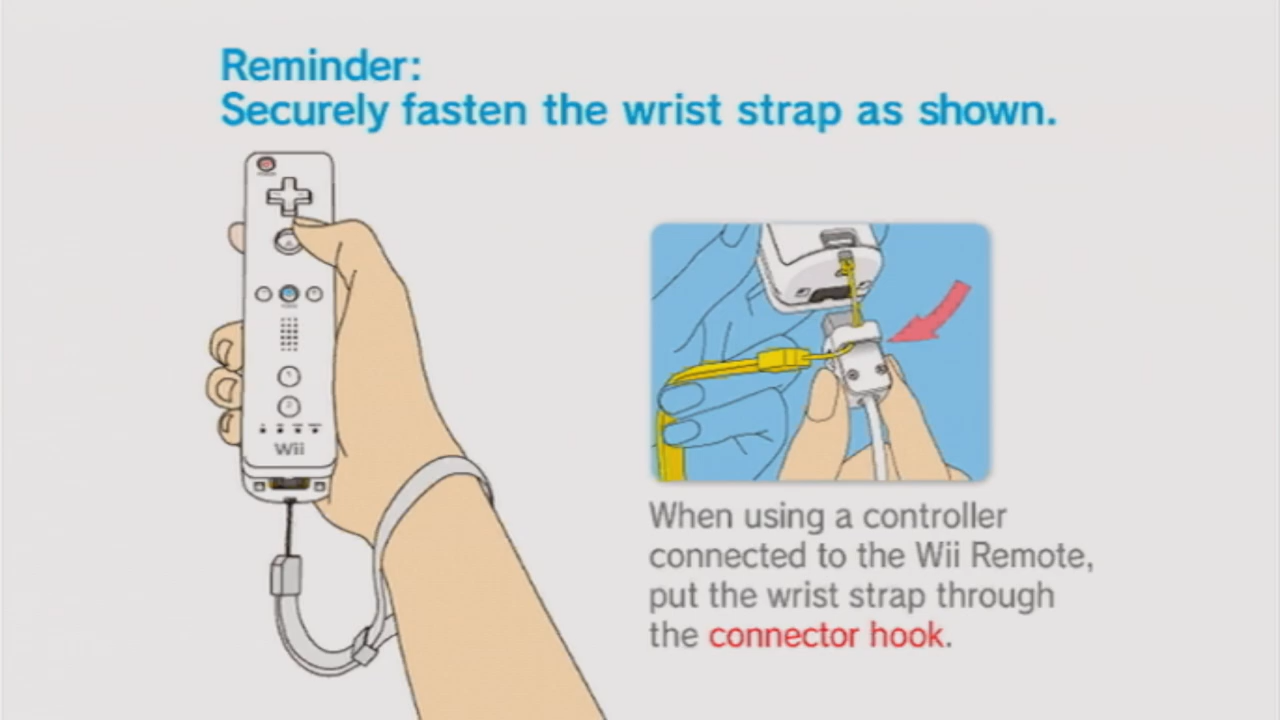 Reminder:
Securely fasten the wrist strap as shown.
Wii
When using a controller
connected to the Wii Remote,
put the wrist strap through
the connector hook.